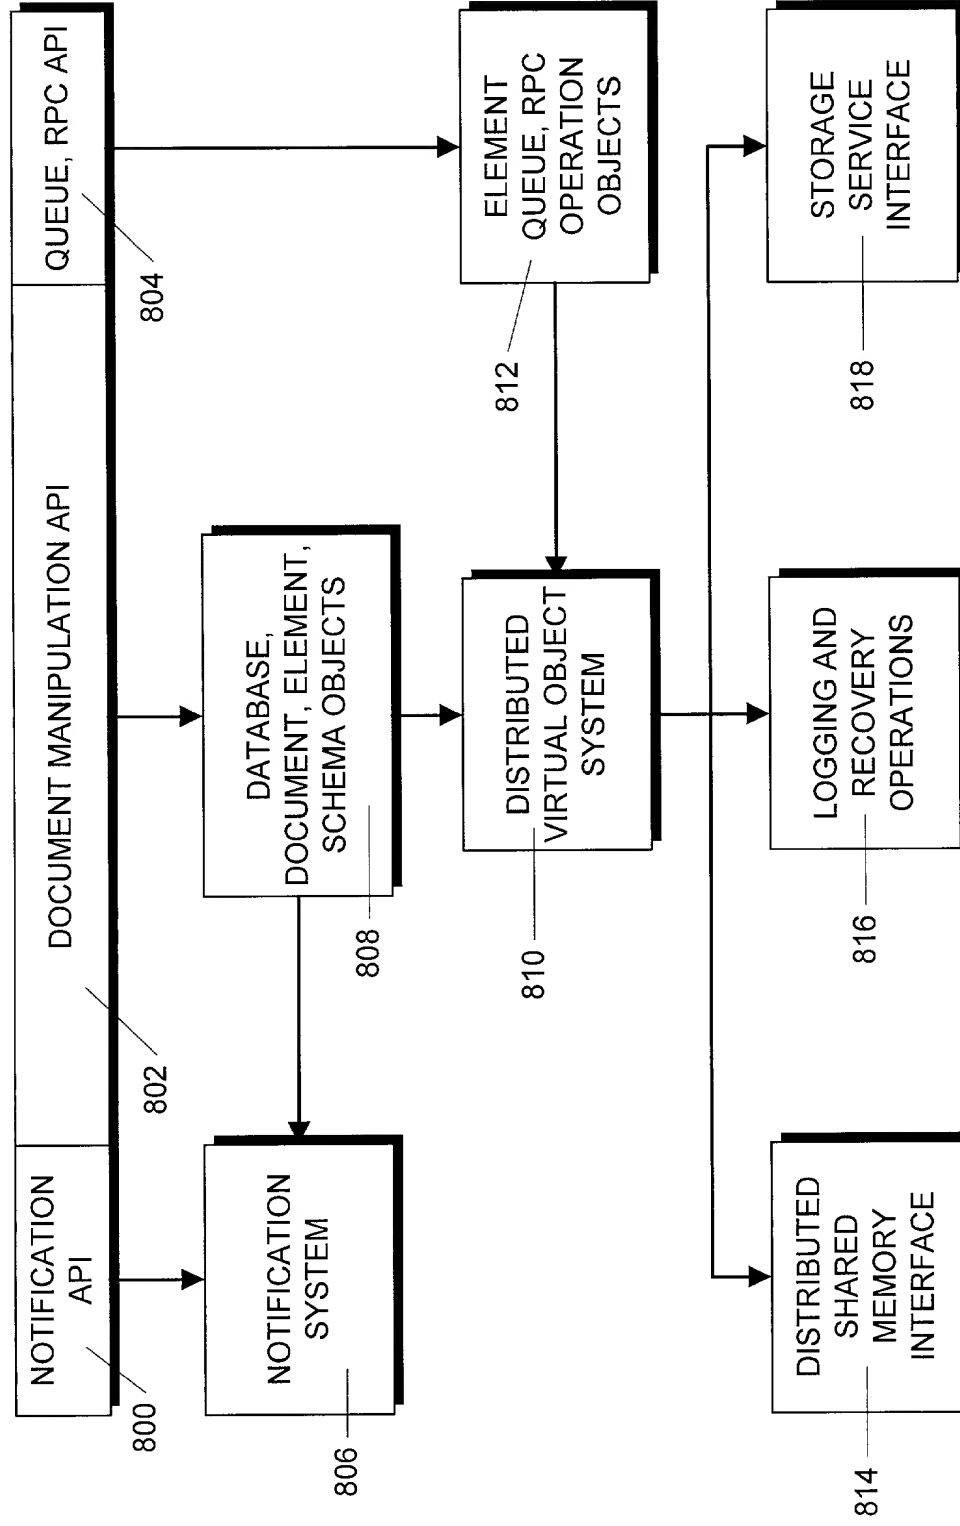 NOTIFICATION
API
DOCUMENT MANIPULATION API
QUEUE, RPC API
800
802
804
NOTIFICATION
SYSTEM
806
DATABASE,
DOCUMENT, ELEMENT,
SCHEMA OBJECTS
808
DISTRIBUTED
VIRTUAL OBJECT
SYSTEM
810
ELEMENT
QUEUE, RPC
OPERATION
OBJECTS
812
DISTRIBUTED
SHARED
MEMORY
INTERFACE
814
LOGGING AND
RECOVERY
OPERATIONS
816
STORAGE
SERVICE
INTERFACE
818